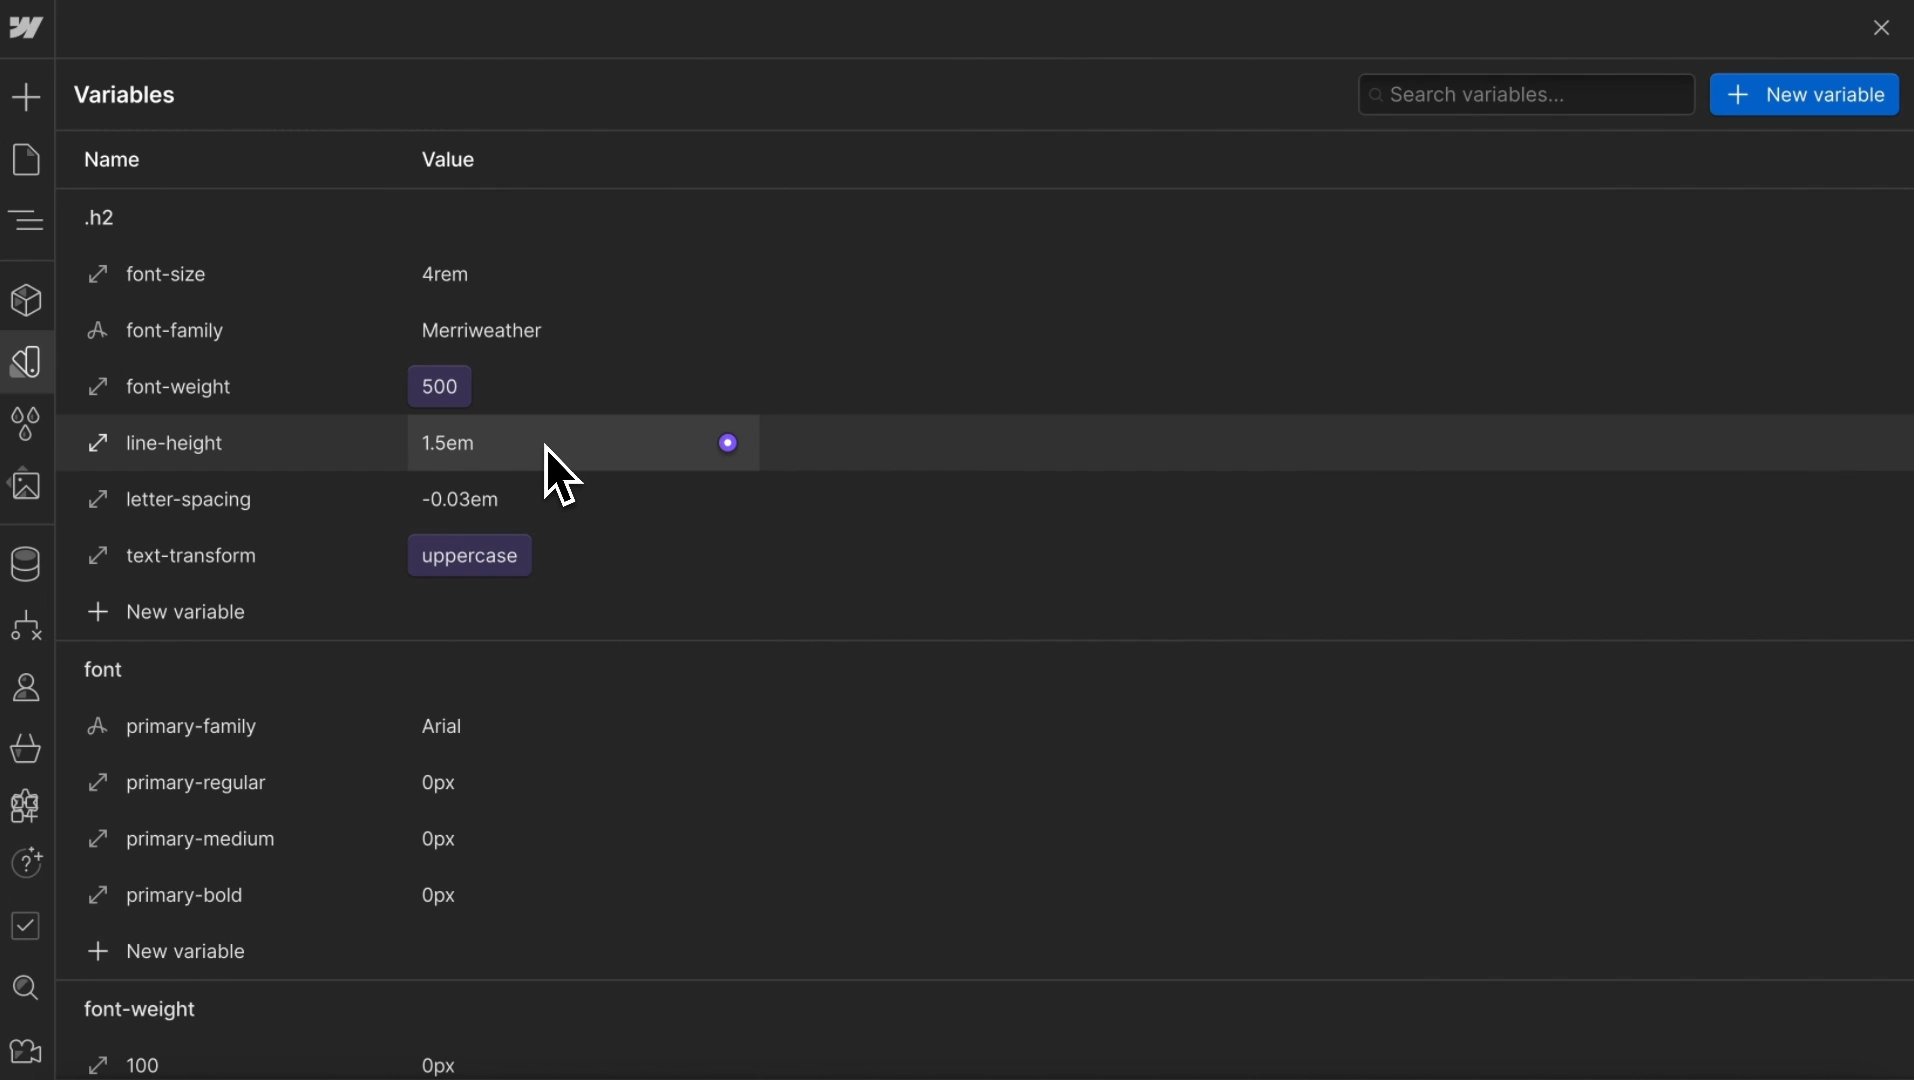 Variables
Search variables...
New variable
Name Value
.h2
font-size 4rem
font-family Merriweather
font-weight 500
line-height 1.5em
letter-spacing -0.03em
text-transform uppercase
New variable
font
primary-family Arial
primary-regular 0px
primary-medium 0px
primary-bold 0px
New variable
font-weight
100 0px